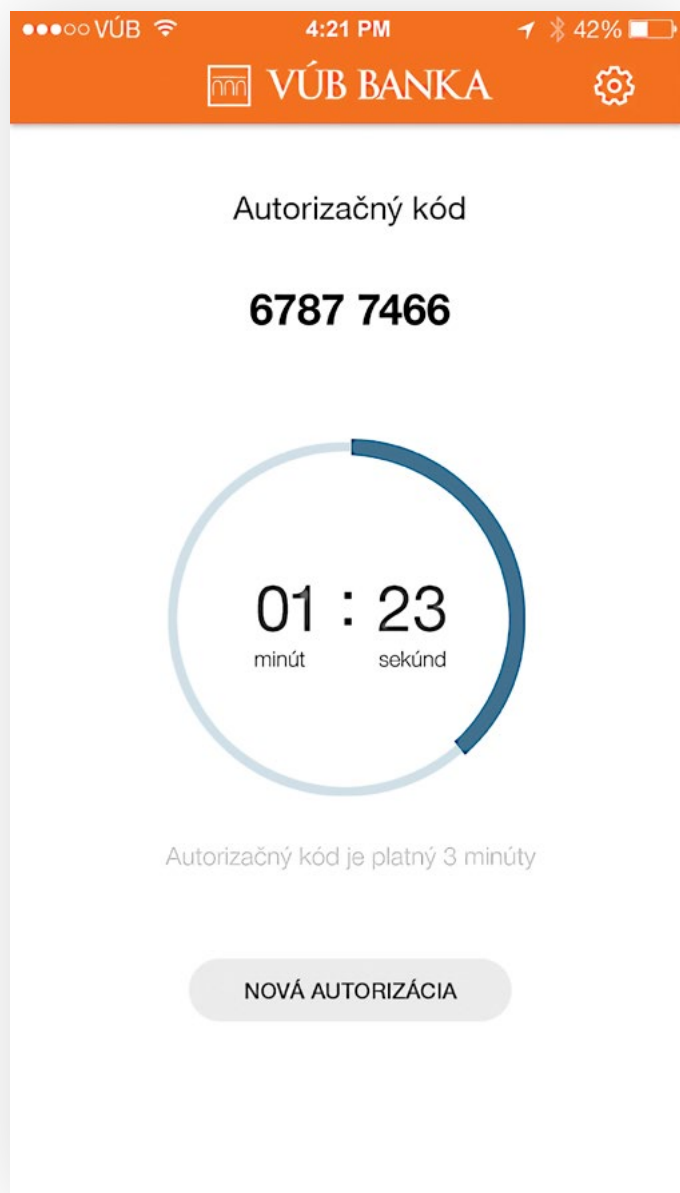 VÚB 4:21 PM 42%
VÚB BANKA
Autorizačný kód
6787 7466
01 : 23
minút sekúnd
Autorizačný kód je platný 3 minúty
NOVÁ AUTORIZÁCIA